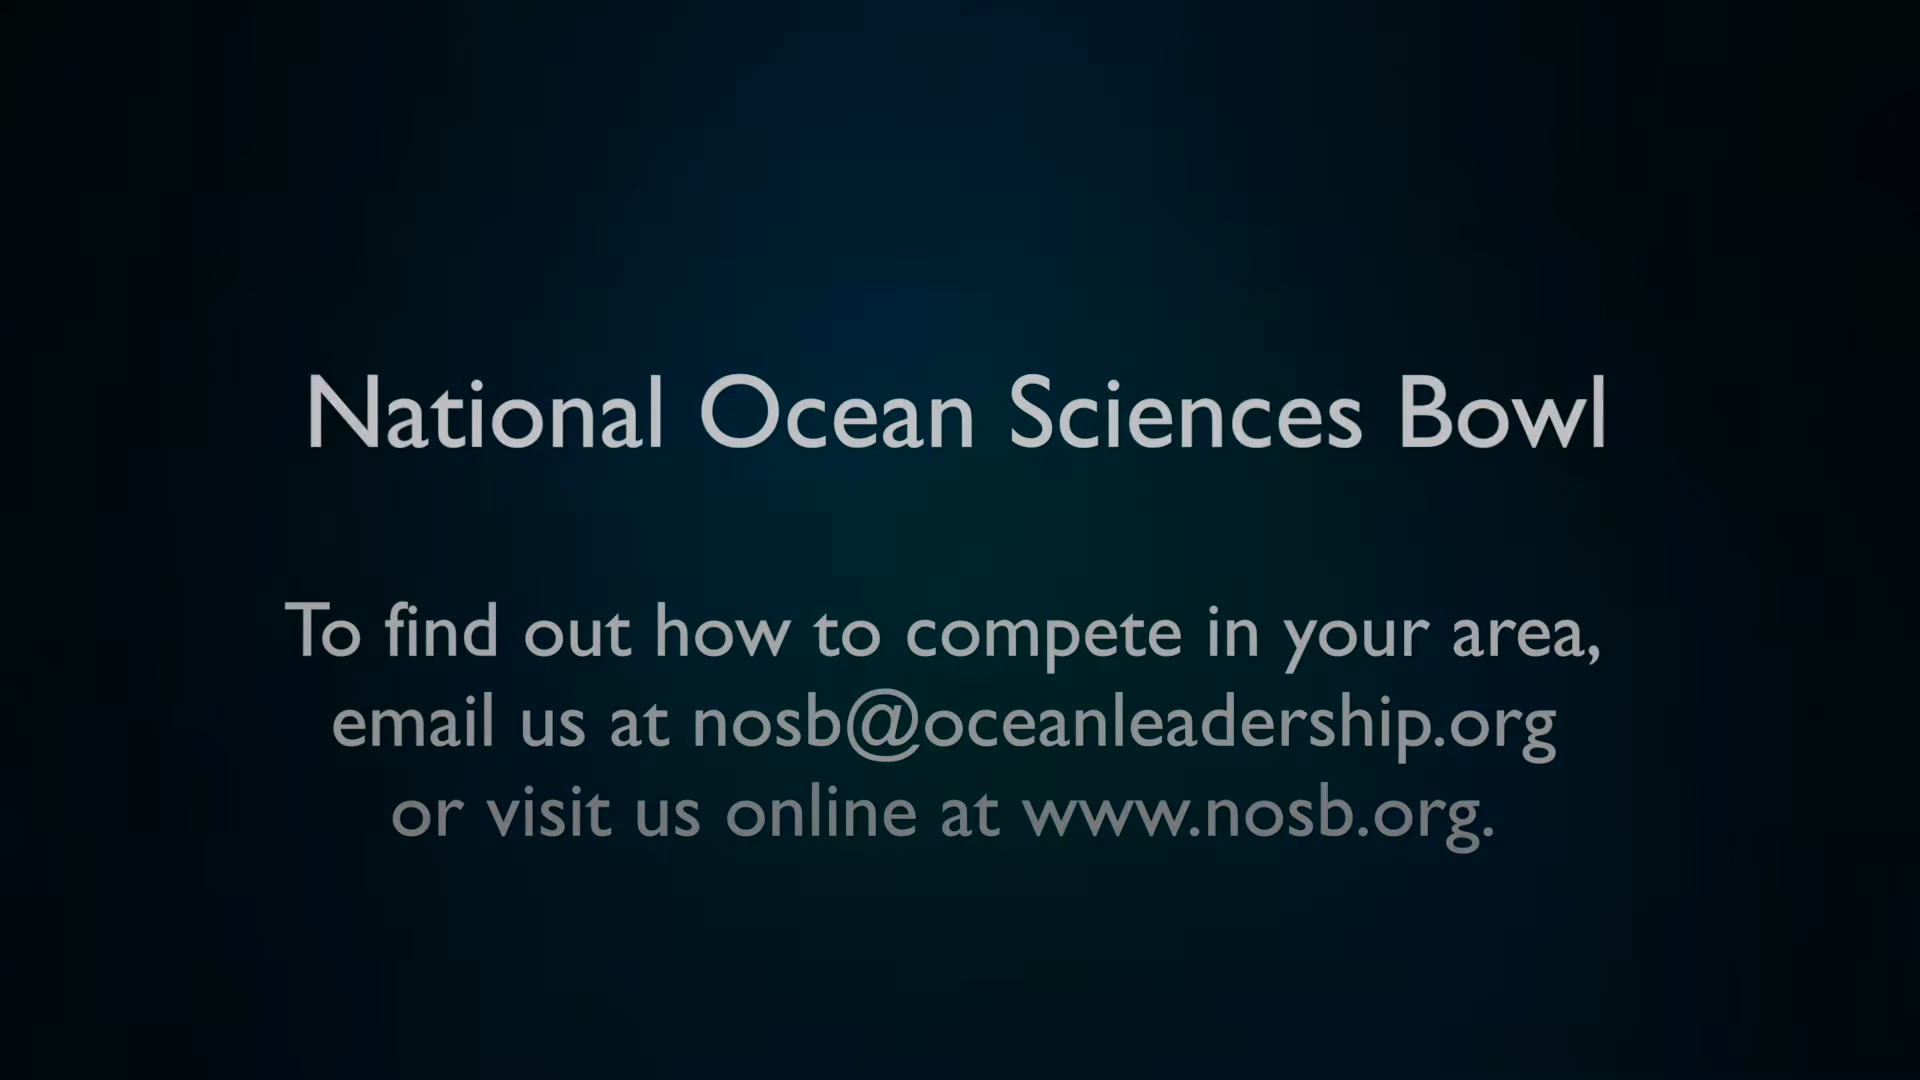 National Ocean Sciences Bowl
To find out how to compete in your area,
email us at nosb@oceanleadership.org
or visit us online at www.nosb.org.